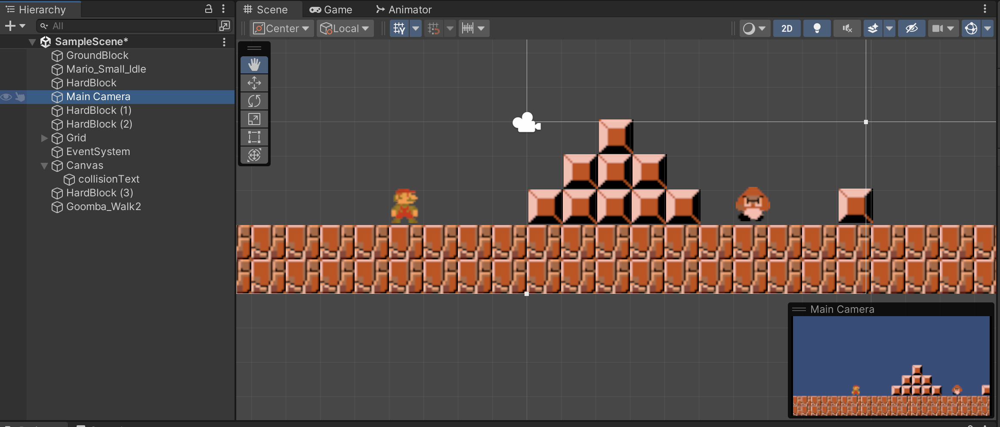 Hierarchy
All
SampleScene*
GroundBlock
Mario_Small_Idle
HardBlock
Main Camera
HardBlock (1)
HardBlock (2)
Grid
EventSystem
Canvas
collisionText
HardBlock (3)
Goomba_Walk2
Scene Game Animator
Center Local 2D
Main Camera